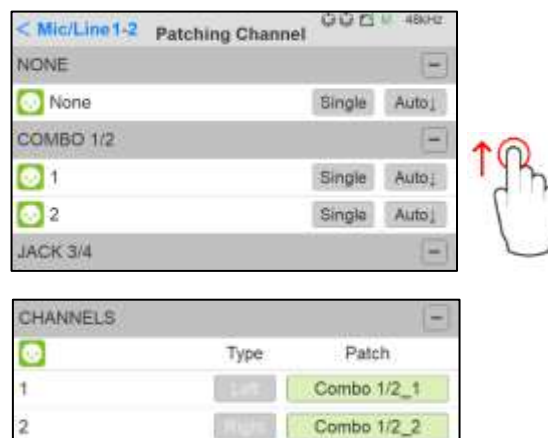 < Mic/Line1-2 Patching Channel 48kHz
NONE
None Single Auto↓
COMBO 1/2
1 Single Auto↓
2 Single Auto↓
JACK 3/4
CHANNELS
Type Patch
1 Left Combo 1/2_1
2 Right Combo 1/2_2